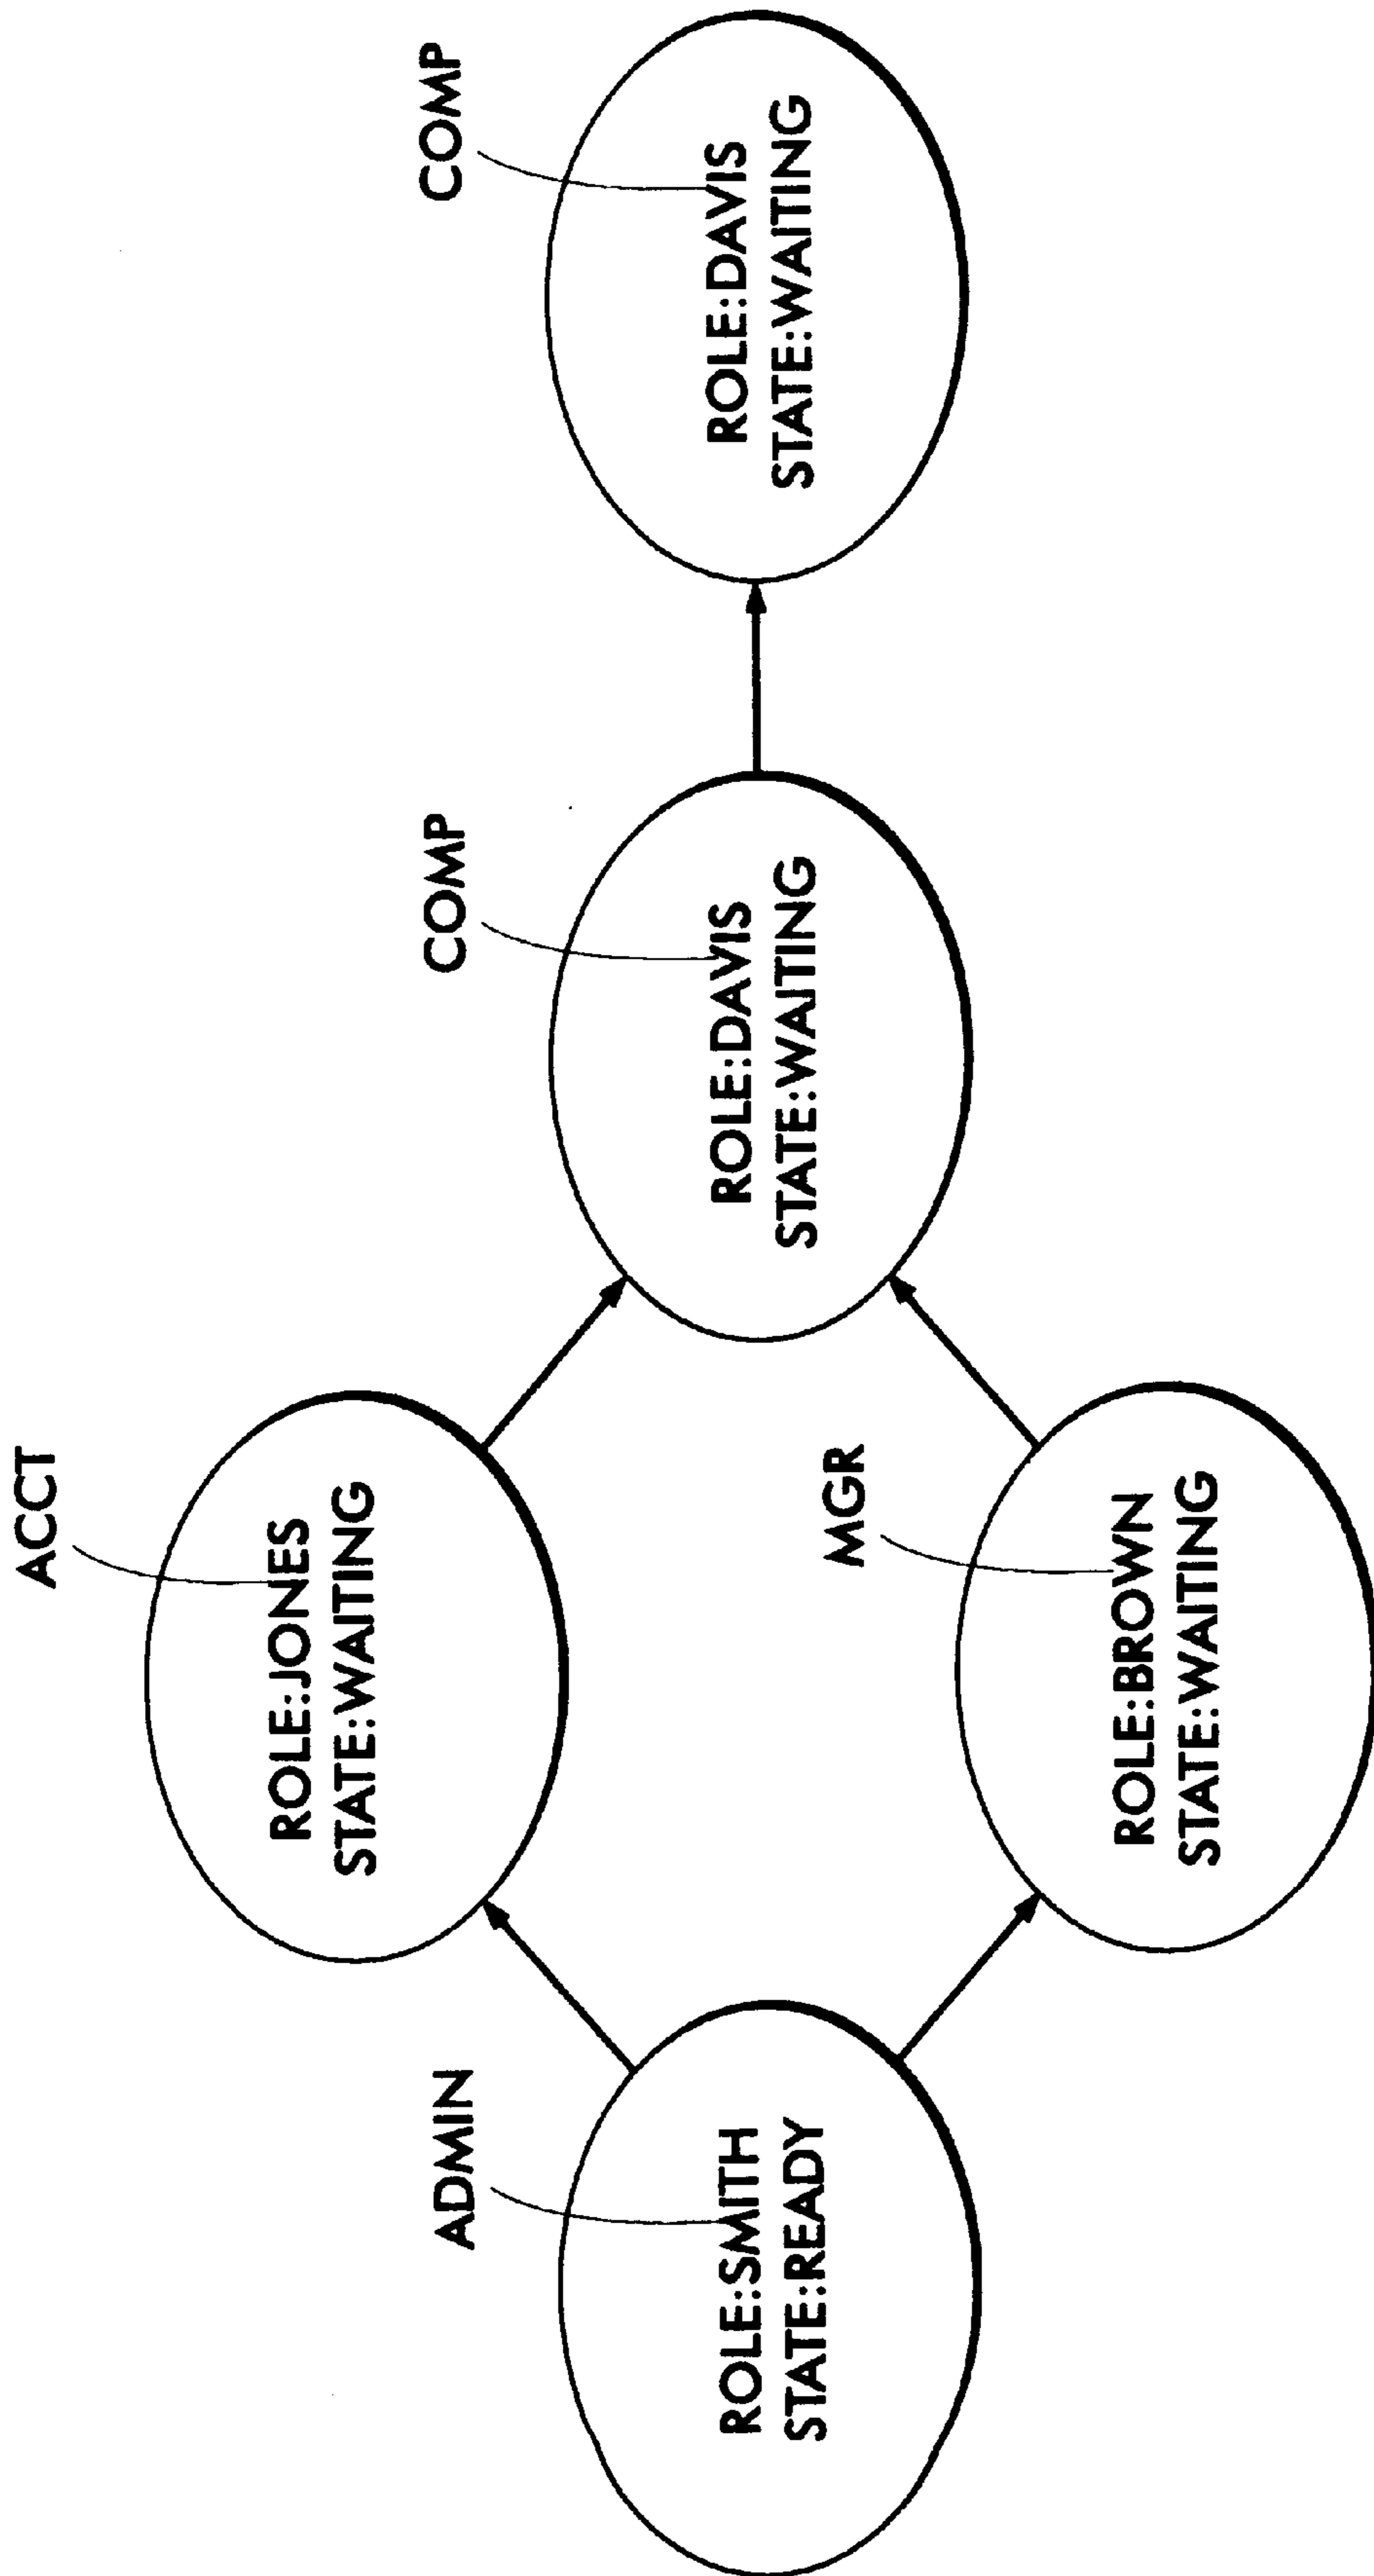 ACCT
ROLE:JONES
STATE:WAITING
ADMIN
ROLE:SMITH
STATE:READY
COMP
ROLE:DAVIS
STATE:WAITING
COMP
ROLE:DAVIS
STATE:WAITING
MGR
ROLE:BROWN
STATE:WAITING